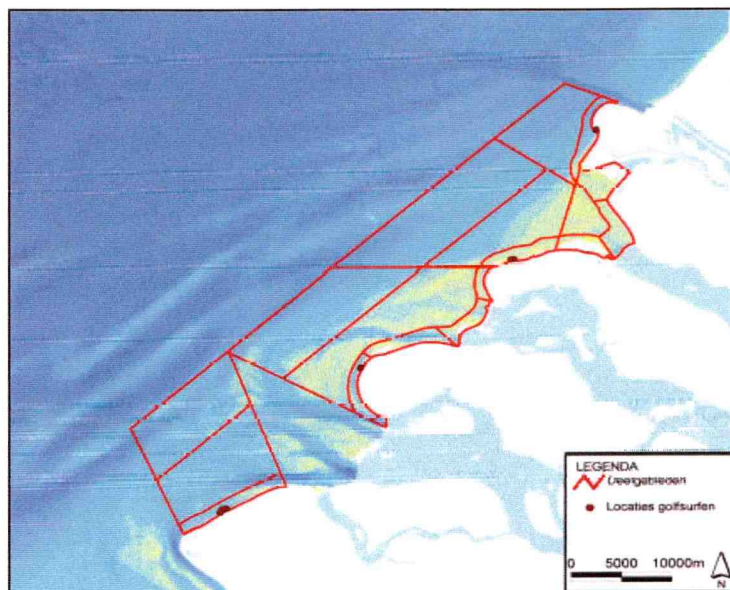 LEGENDA
Deelgebieden
Locaties golfsurfen
0 5000 10000m
N